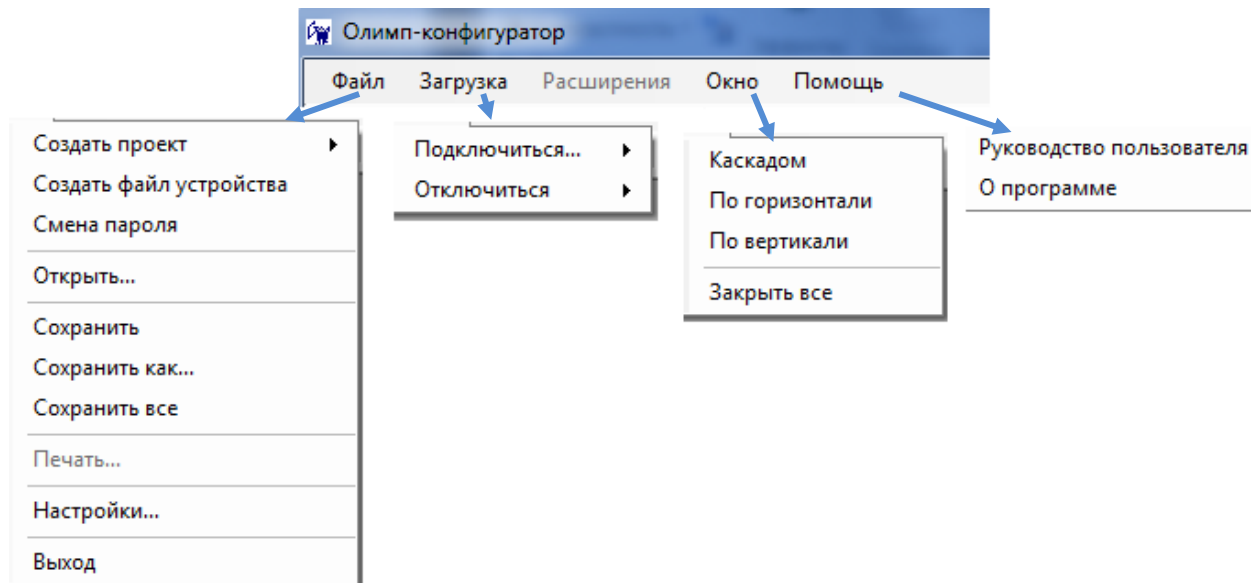 Олимп-конфигуратор
Файл Загрузка Расширения Окно Помощь
Создать проект
Создать файл устройства
Смена пароля
Открыть...
Сохранить
Сохранить как...
Сохранить все
Печать...
Настройки...
Выход
Подключиться...
Отключиться
Каскадом
По горизонтали
По вертикали
Закрыть все
Руководство пользователя
О программе